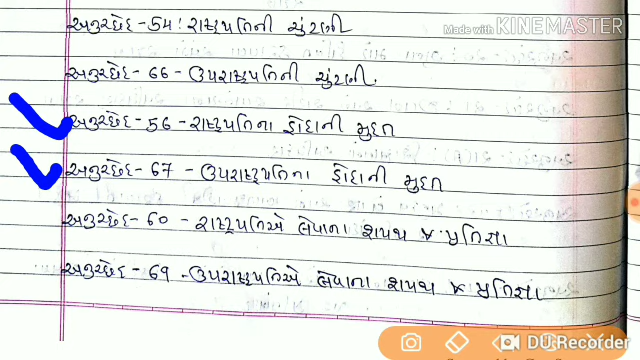 Made with KINEMASTER
અનુચ્છેદ-54: રાષ્ટ્રપતિની ચુંટણી
અનુચ્છેદ-66 - ઉપરાષ્ટ્રપતિની ચુંટણી.
અનુચ્છેદ-56 - રાષ્ટ્રપતિના હોદાની મુદત
અનુચ્છેદ-67 - ઉપરાષ્ટ્રપતિના હોદાની મુદત
અનુચ્છેદ-60 - રાષ્ટ્રપતિએ લેવાના શપથ પ્રતિજ્ઞા
અનુચ્છેદ-69 - ઉપરાષ્ટ્રપતિએ લેવાના શપથ પ્રતિજ્ઞા
DU Recorder